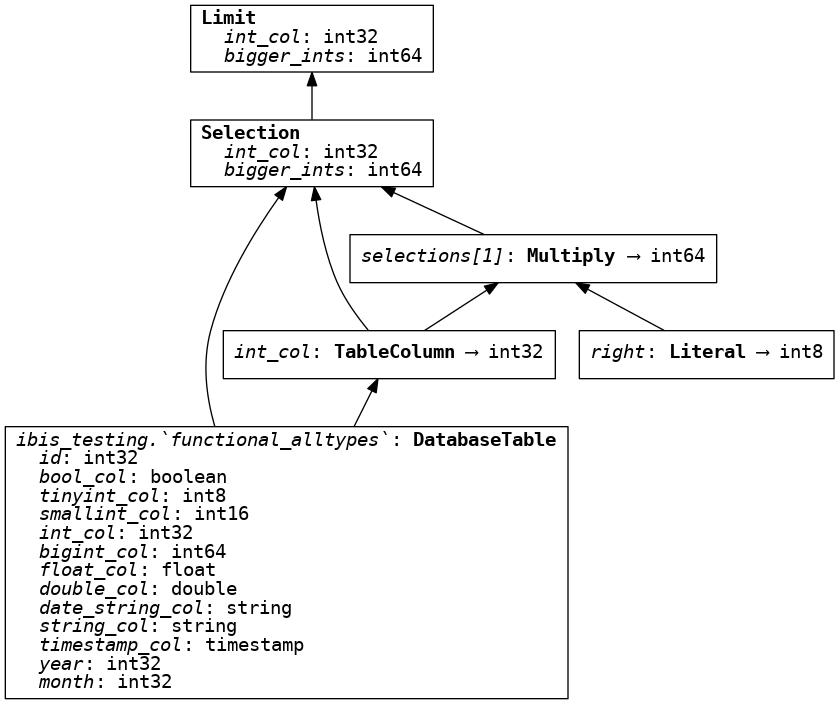 Limit
int_col: int32
bigger_ints: int64
Selection
int_col: int32
bigger_ints: int64
selections[1]: Multiply → int64
int_col: TableColumn → int32
right: Literal → int8
ibis_testing.`functional_alltypes`: DatabaseTable
id: int32
bool_col: boolean
tinyint_col: int8
smallint_col: int16
int_col: int32
bigint_col: int64
float_col: float
double_col: double
date_string_col: string
string_col: string
timestamp_col: timestamp
year: int32
month: int32